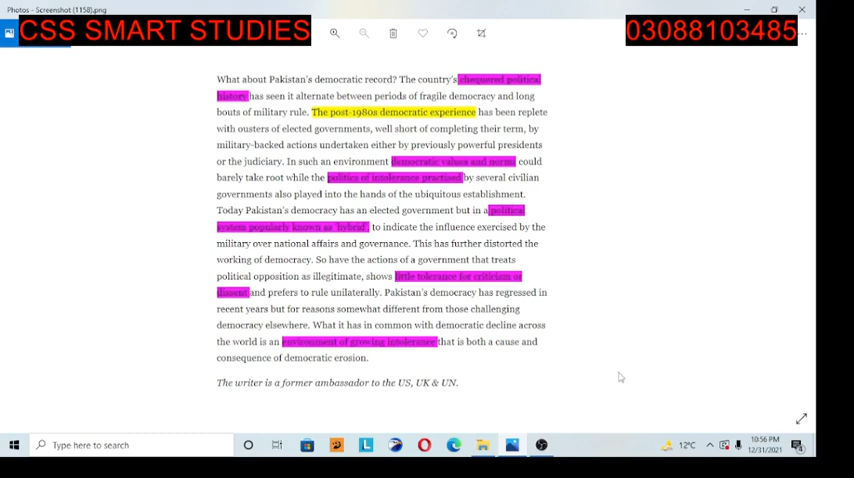 Photos - Screenshot (1158).png
CSS SMART STUDIES
03088103485
What about Pakistan's democratic record? The country's chequered political
history has seen it alternate between periods of fragile democracy and long
bouts of military rule. The post-1980s democratic experience has been replete
with ousters of elected governments, well short of completing their term, by
military-backed actions undertaken either by previously powerful presidents
or the judiciary. In such an environment democratic values and norms could
barely take root while the politics of intolerance practised by several civilian
governments also played into the hands of the ubiquitous establishment.
Today Pakistan's democracy has an elected government but in a political
system popularly known as 'hybrid', to indicate the influence exercised by the
military over national affairs and governance. This has further distorted the
working of democracy. So have the actions of a government that treats
political opposition as illegitimate, shows little tolerance for criticism or
dissent and prefers to rule unilaterally. Pakistan's democracy has regressed in
recent years but for reasons somewhat different from those challenging
democracy elsewhere. What it has in common with democratic decline across
the world is an environment of growing intolerance that is both a cause and
consequence of democratic erosion.
The writer is a former ambassador to the US, UK & UN.
Type here to search
12°C
10:56 PM
12/31/2021
4